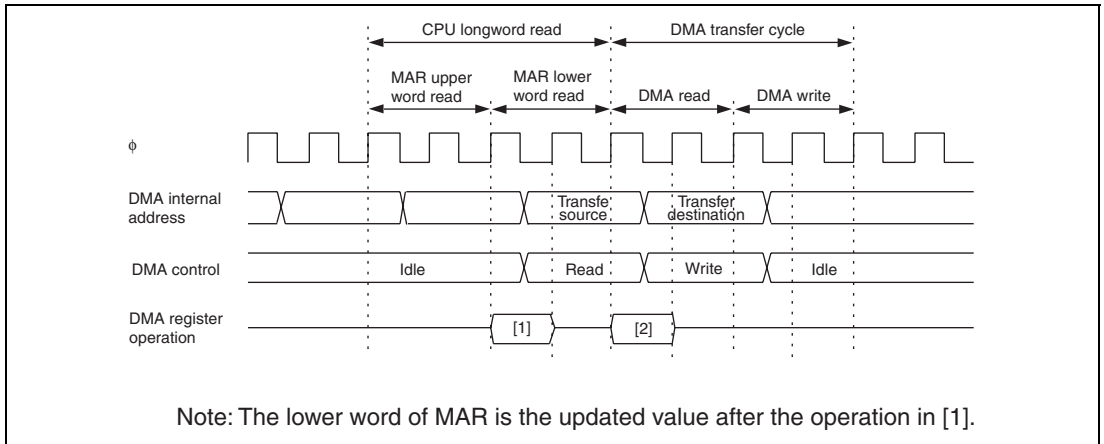 CPU longword read
DMA transfer cycle
MAR upper
word read
MAR lower
word read
DMA read
DMA write
ϕ
DMA internal
address
Transfe
source
Transfer
destination
DMA control
Idle
Read
Write
Idle
DMA register
operation
[1]
[2]
Note: The lower word of MAR is the updated value after the operation in [1].